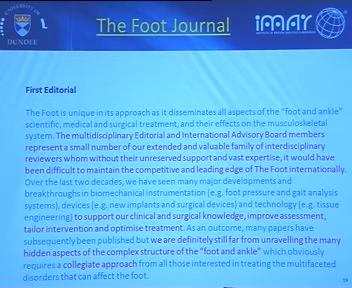 UNIVERSITY OF
DUNDEE
The Foot Journal
IMAR
First Editorial
The Foot is unique in its approach as it disseminates all aspects of the "foot and ankle"
scientific, medical and surgical treatment, and their effects on the musculoskeletal
system. The multidisciplinary Editorial and International Advisory Board members
represent a small number of our extended and valuable family of interdisciplinary
reviewers whom without their unreserved support and vast expertise, it would have
been difficult to maintain the competitive and leading edge of The Foot internationally.
Over the last two decades, we have seen many major developments and
breakthroughs in biomechanical instrumentation (e.g. foot pressure and gait analysis
systems), devices (e.g. new implants and surgical devices) and technology (e.g. tissue
engineering) to support our clinical and surgical knowledge, improve assessment,
tailor intervention and optimise treatment. As an outcome, many papers have
subsequently been published but we are definitely still far from unravelling the many
hidden aspects of the complex structure of the "foot and ankle" which obviously
requires a collegiate approach from all those interested in treating the multifaceted
disorders that can affect the foot.
19